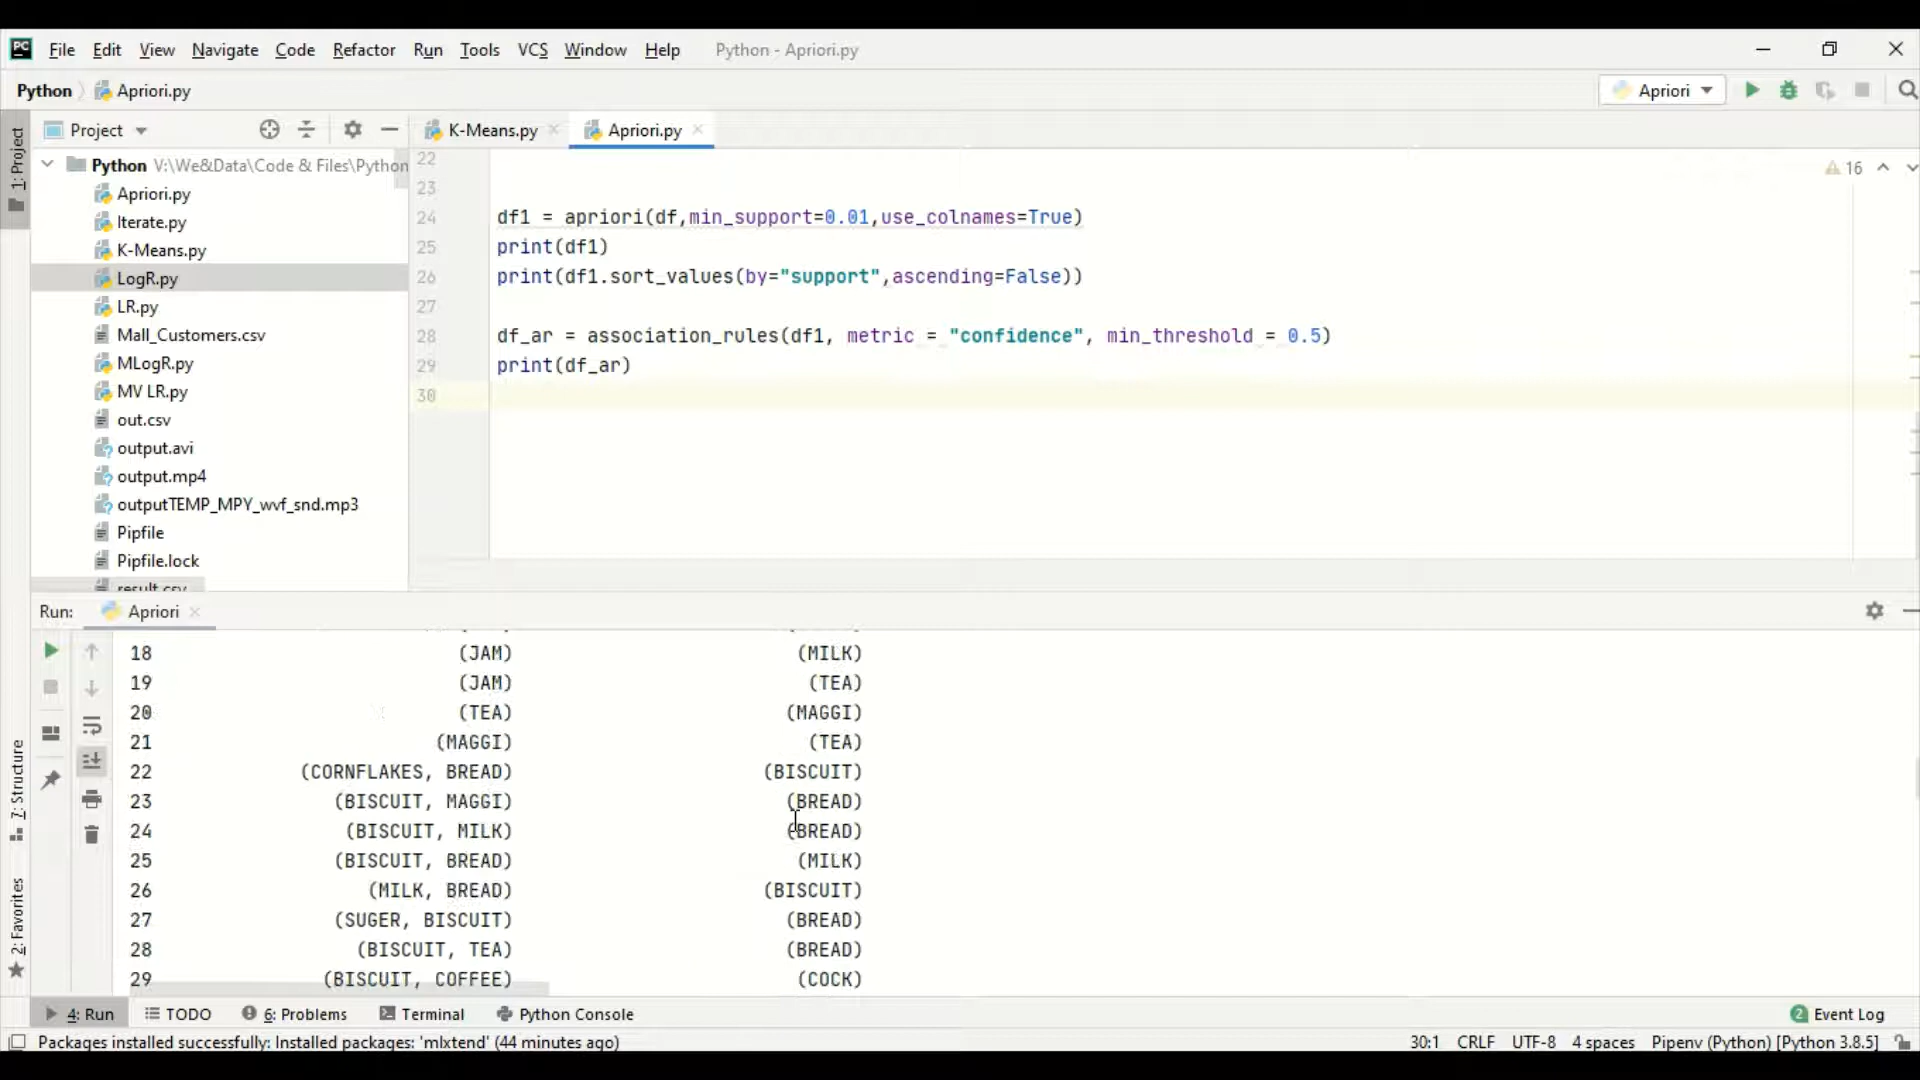 File Edit View Navigate Code Refactor Run Tools VCS Window Help Python - Apriori.py
Python Apriori.py Apriori
1: Project
Project
K-Means.py Apriori.py
Python V:\We&Data\Code & Files\Python
Apriori.py
Iterate.py
K-Means.py
LogR.py
LR.py
Mall_Customers.csv
MLogR.py
MV LR.py
out.csv
output.avi
output.mp4
outputTEMP_MPY_wvf_snd.mp3
Pipfile
Pipfile.lock
result.csv
16
22
23
24 df1 = apriori(df,min_support=0.01,use_colnames=True)
25 print(df1)
26 print(df1.sort_values(by="support",ascending=False))
27
28 df_ar = association_rules(df1, metric = "confidence", min_threshold = 0.5)
29 print(df_ar)
30
Run: Apriori
18 (JAM) (MILK)
19 (JAM) (TEA)
20 (TEA) (MAGGI)
21 (MAGGI) (TEA)
22 (CORNFLAKES, BREAD) (BISCUIT)
23 (BISCUIT, MAGGI) (BREAD)
24 (BISCUIT, MILK) (BREAD)
25 (BISCUIT, BREAD) (MILK)
26 (MILK, BREAD) (BISCUIT)
27 (SUGER, BISCUIT) (BREAD)
28 (BISCUIT, TEA) (BREAD)
29 (BISCUIT, COFFEE) (COCK)
7: Structure
2: Favorites
4: Run TODO 6: Problems Terminal Python Console 2 Event Log
Packages installed successfully: Installed packages: 'mlxtend' (44 minutes ago) 30:1 CRLF UTF-8 4 spaces Pipenv (Python) [Python 3.8.5]